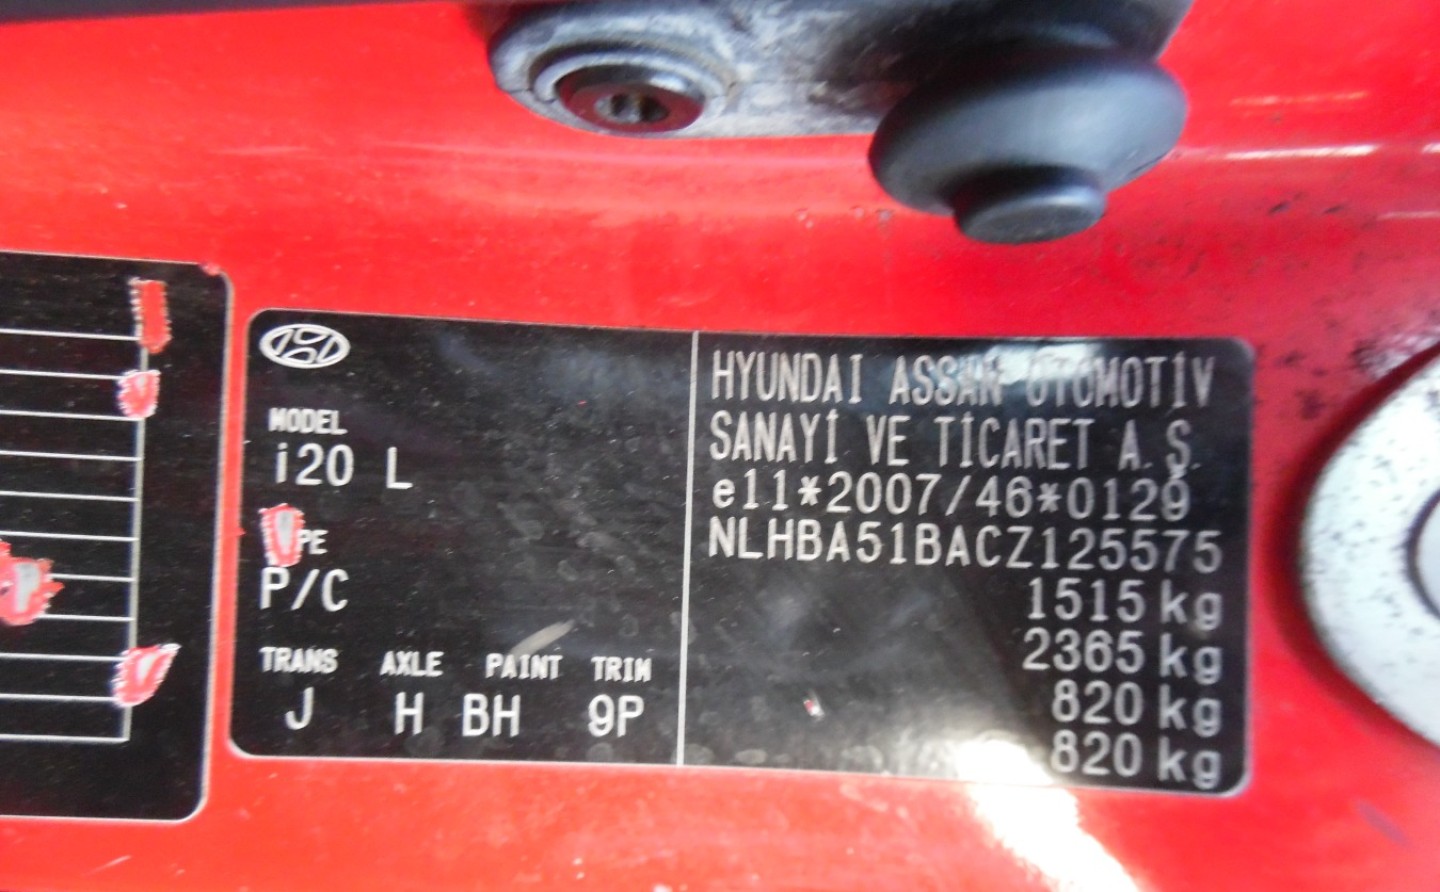 MODEL
i20 L
P/C
TRANS AXLE PAINT TRIM
J H BH 9P
HYUNDAI ASSAN OTOMOTİV
SANAYİ VE TİCARET A.Ş.
e11*2007/46*0129
NLHBA51BACZ125575
1515 kg
2365 kg
820 kg
820 kg